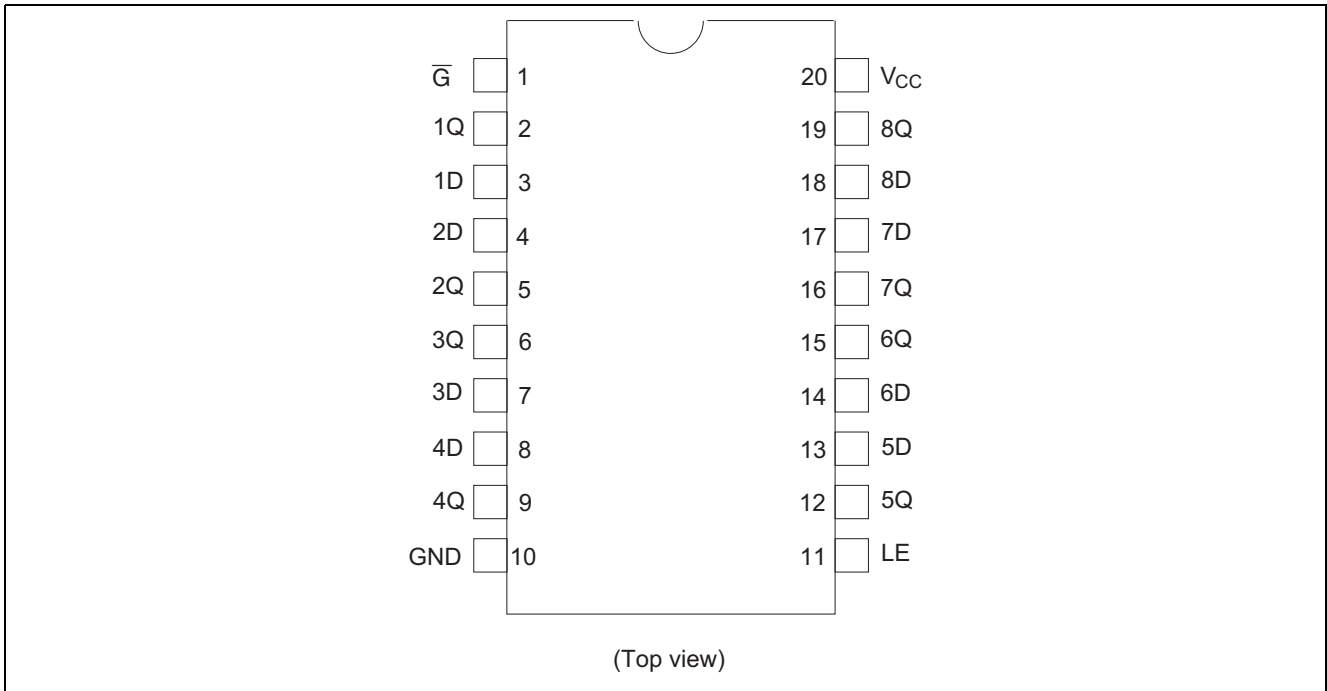 G̅ 1 20 VCC
1Q 2 19 8Q
1D 3 18 8D
2D 4 17 7D
2Q 5 16 7Q
3Q 6 15 6Q
3D 7 14 6D
4D 8 13 5D
4Q 9 12 5Q
GND 10 11 LE
(Top view)